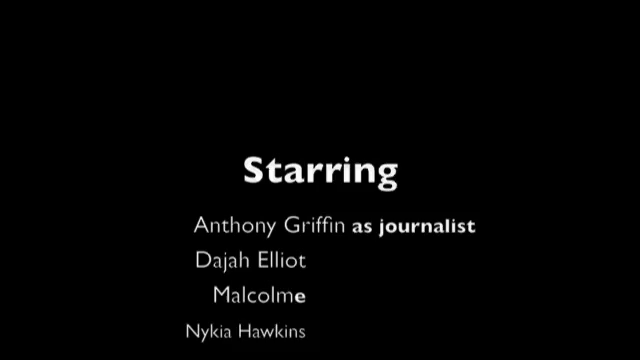 Starring
Anthony Griffin as journalist
Dajah Elliot
Malcolme
Nykia Hawkins